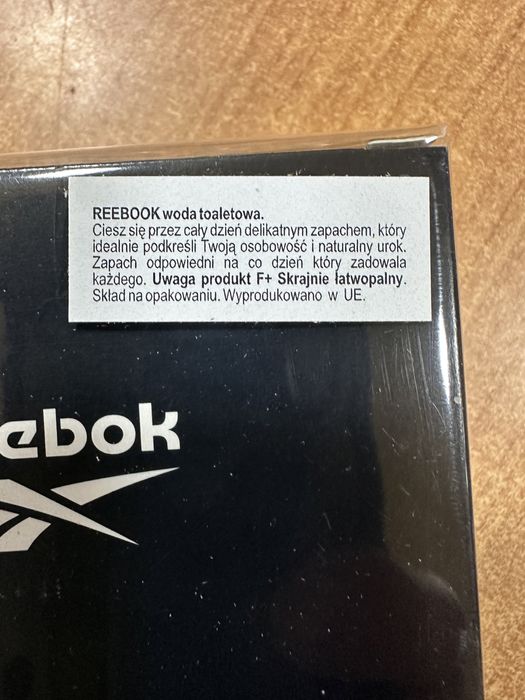 REEBOOK woda toaletowa.
Ciesz się przez cały dzień delikatnym zapachem, który
idealnie podkreśli Twoją osobowość i naturalny urok.
Zapach odpowiedni na co dzień który zadowala
każdego. Uwaga produkt F+ Skrajnie łatwopalny.
Skład na opakowaniu. Wyprodukowano w UE.
eebok